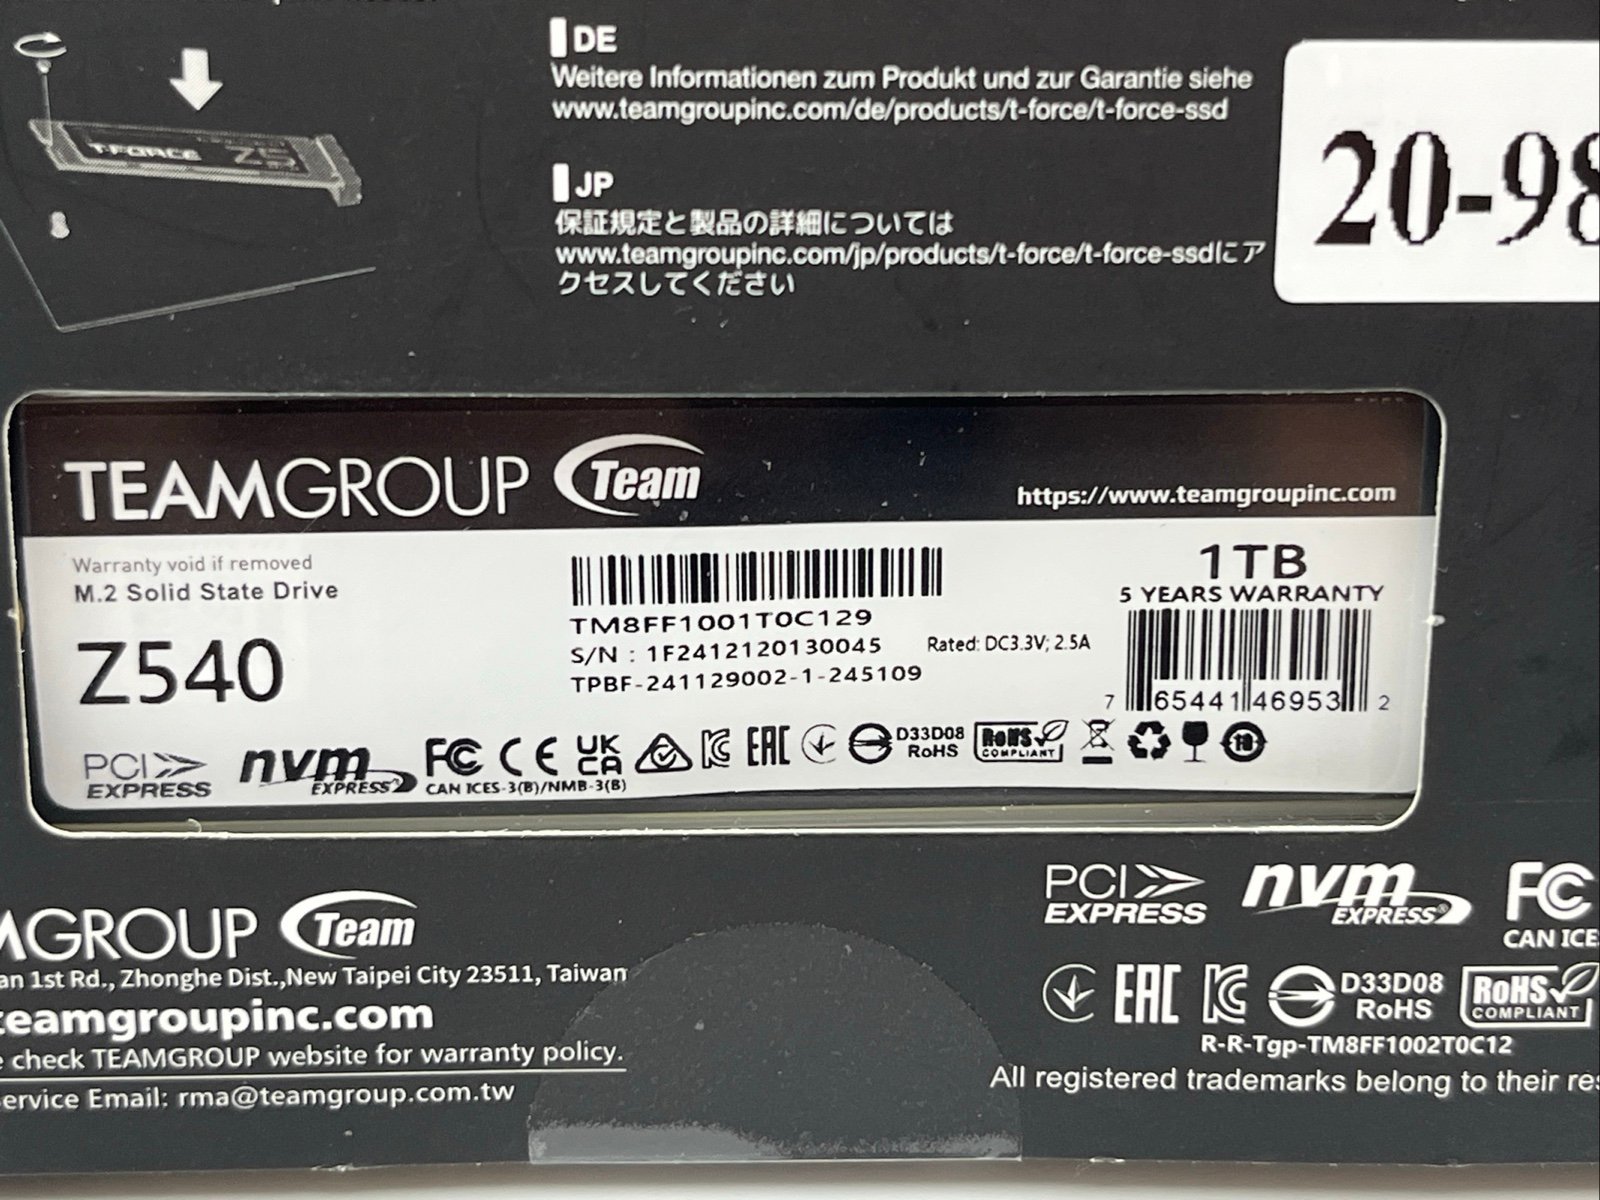 T-FORCE Z5
DE
Weitere Informationen zum Produkt und zur Garantie siehe
www.teamgroupinc.com/de/products/t-force/t-force-ssd
JP
保証規定と製品の詳細については
www.teamgroupinc.com/jp/products/t-force/t-force-ssdにア
クセスしてください
20-98
TEAMGROUP Team
https://www.teamgroupinc.com
Warranty void if removed
M.2 Solid State Drive
Z540
TM8FF1001T0C129
S/N : 1F2412120130045
TPBF-241129002-1-245109
Rated: DC3.3V; 2.5A
1TB
5 YEARS WARRANTY
7 65441 46953 2
PCI EXPRESS
nvm EXPRESS
FC CE UK CA EAC
CAN ICES-3(B)/NMB-3(B)
D33D08
RoHS
RoHS
COMPLIANT
10
AMGROUP Team
an 1st Rd., Zhonghe Dist.,New Taipei City 23511, Taiwan
teamgroupinc.com
e check TEAMGROUP website for warranty policy.
ervice Email: rma@teamgroup.com.tw
PCI EXPRESS
nvm EXPRESS®
FC
CAN ICE
EAC
D33D08
RoHS
RoHS
COMPLIANT
R-R-Tgp-TM8FF1002T0C12
All registered trademarks belong to their res